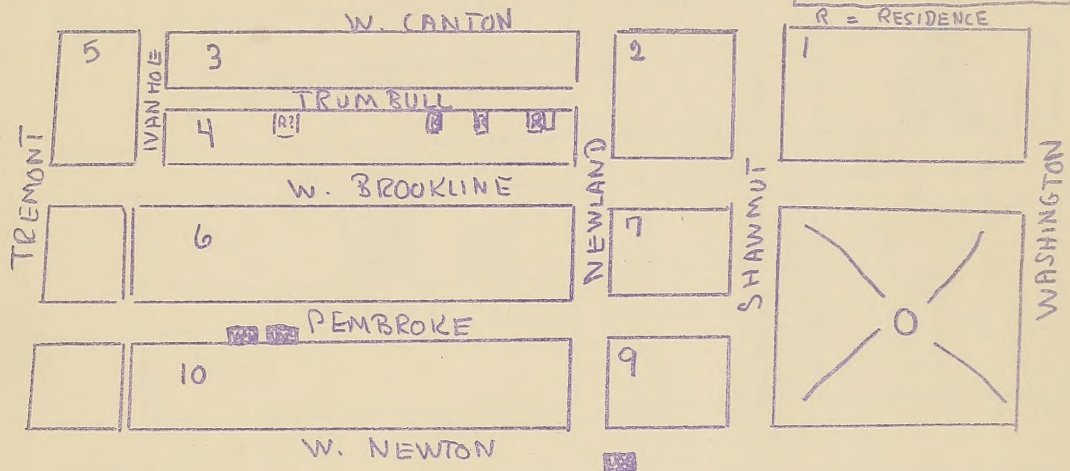 W. CANTON
R = RESIDENCE
5
IVANHOE
3
2
1
TRUMBULL
4
R?
R
R
R
TREMONT
W. BROOKLINE
NEWLAND
SHAWMUT
WASHINGTON
6
7
PEMBROKE
10
9
W. NEWTON